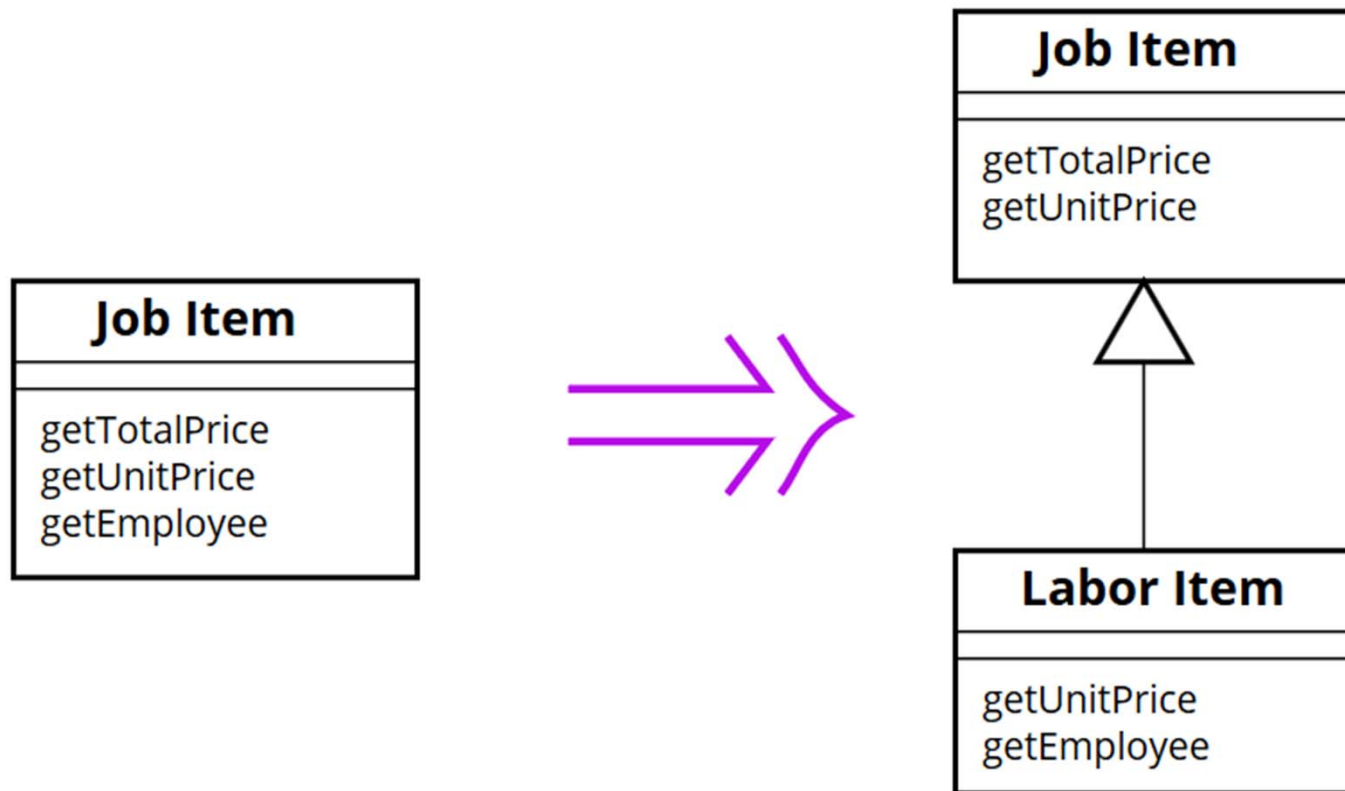 Job Item
getTotalPrice
getUnitPrice
getEmployee
Job Item
getTotalPrice
getUnitPrice
Labor Item
getUnitPrice
getEmployee